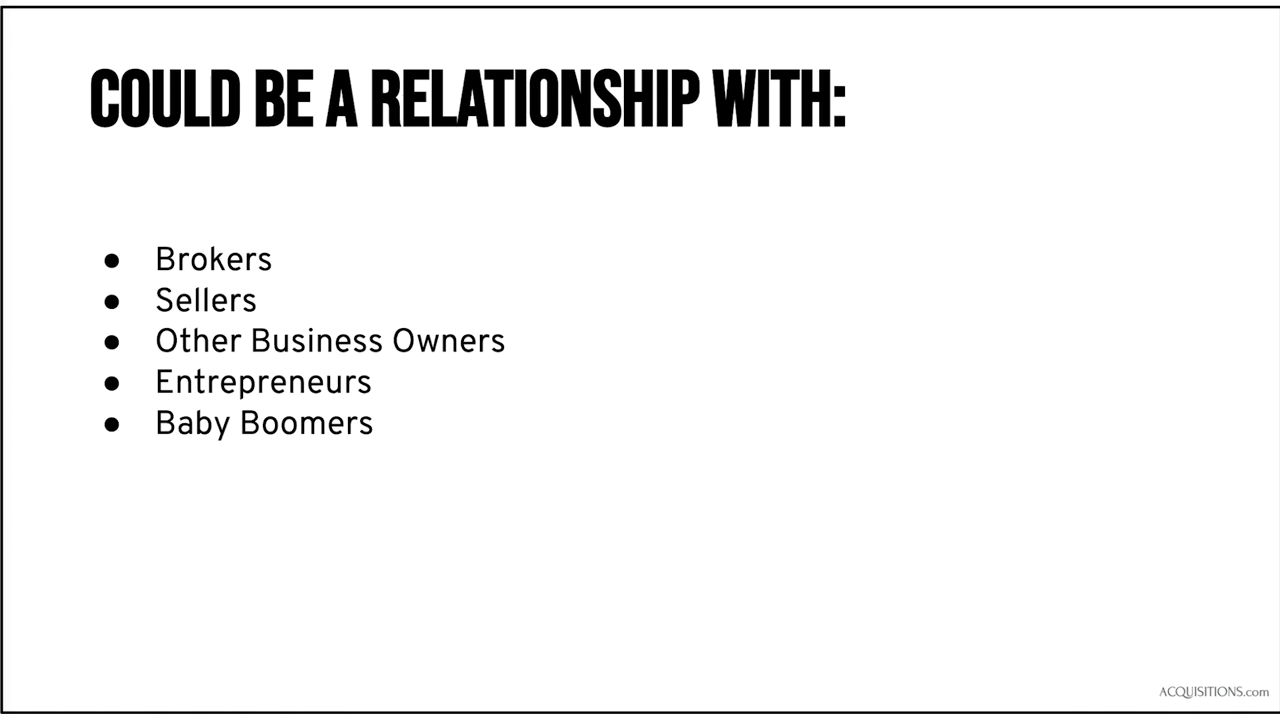 COULD BE A RELATIONSHIP WITH:
● Brokers
● Sellers
● Other Business Owners
● Entrepreneurs
● Baby Boomers
ACQUISITIONS.com